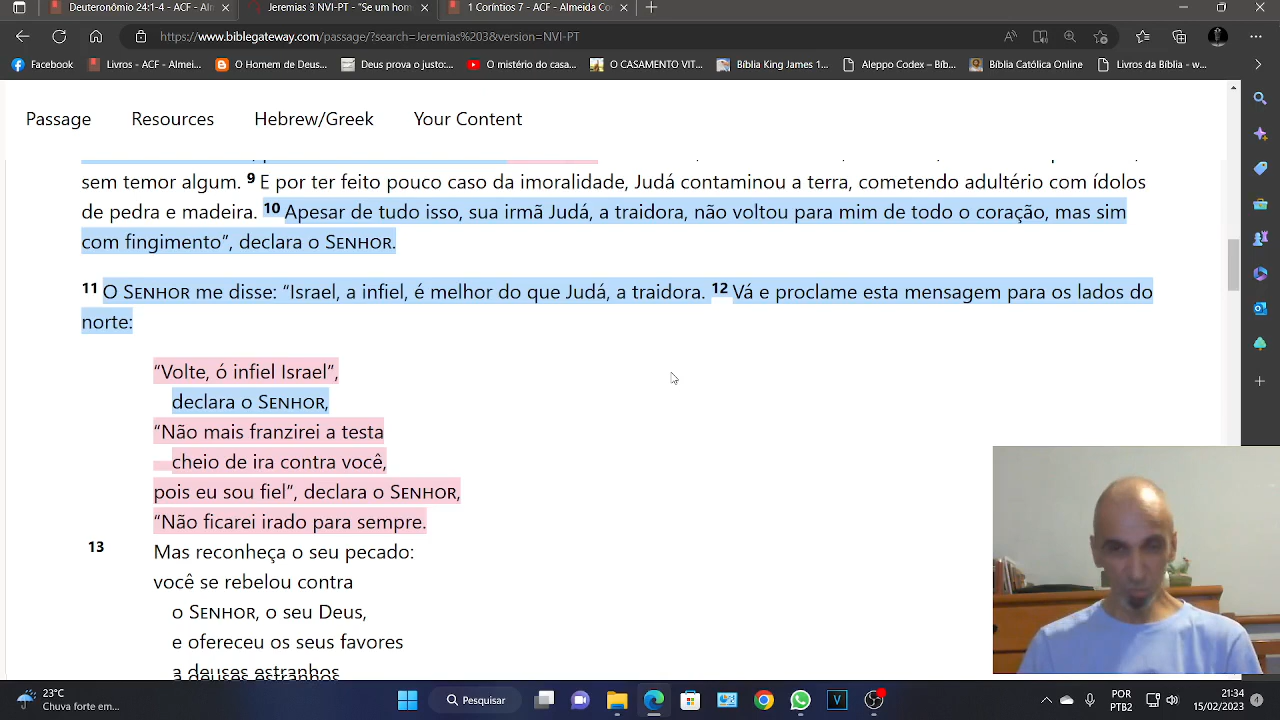 Deuteronômio 24:1-4 - ACF - Alm
Jeremias 3 NVI-PT - "Se um hom
1 Coríntios 7 - ACF - Almeida Co
https://www.biblegateway.com/passage/?search=Jeremias%203&version=NVI-PT
Facebook
Livros - ACF - Almei...
O Homem de Deus...
Deus prova o justo:...
O mistério do casa...
O CASAMENTO VIT...
Bíblia King James 1...
Aleppo Codex – Bíb...
Bíblia Católica Online
Livros da Bíblia - w...
Passage Resources Hebrew/Greek Your Content
sem temor algum. 9 E por ter feito pouco caso da imoralidade, Judá contaminou a terra, cometendo adultério com ídolos
de pedra e madeira. 10 Apesar de tudo isso, sua irmã Judá, a traidora, não voltou para mim de todo o coração, mas sim
com fingimento”, declara o SENHOR.
11 O SENHOR me disse: “Israel, a infiel, é melhor do que Judá, a traidora. 12 Vá e proclame esta mensagem para os lados do
norte:
“Volte, ó infiel Israel”,
declara o SENHOR,
“Não mais franzirei a testa
cheio de ira contra você,
pois eu sou fiel”, declara o SENHOR,
“Não ficarei irado para sempre.
13 Mas reconheça o seu pecado:
você se rebelou contra
o SENHOR, o seu Deus,
e ofereceu os seus favores
a deuses estranhos
23°C
Chuva forte em...
Pesquisar
POR
PTB2
21:34
15/02/2023
4